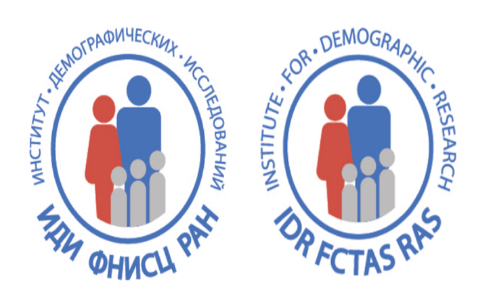 ИНСТИТУТ · ДЕМОГРАФИЧЕСКИХ · ИССЛЕДОВАНИЙ
ИДИ ФНИСЦ РАН
INSTITUTE · FOR · DEMOGRAPHIC · RESEARCH
IDR FCTAS RAS